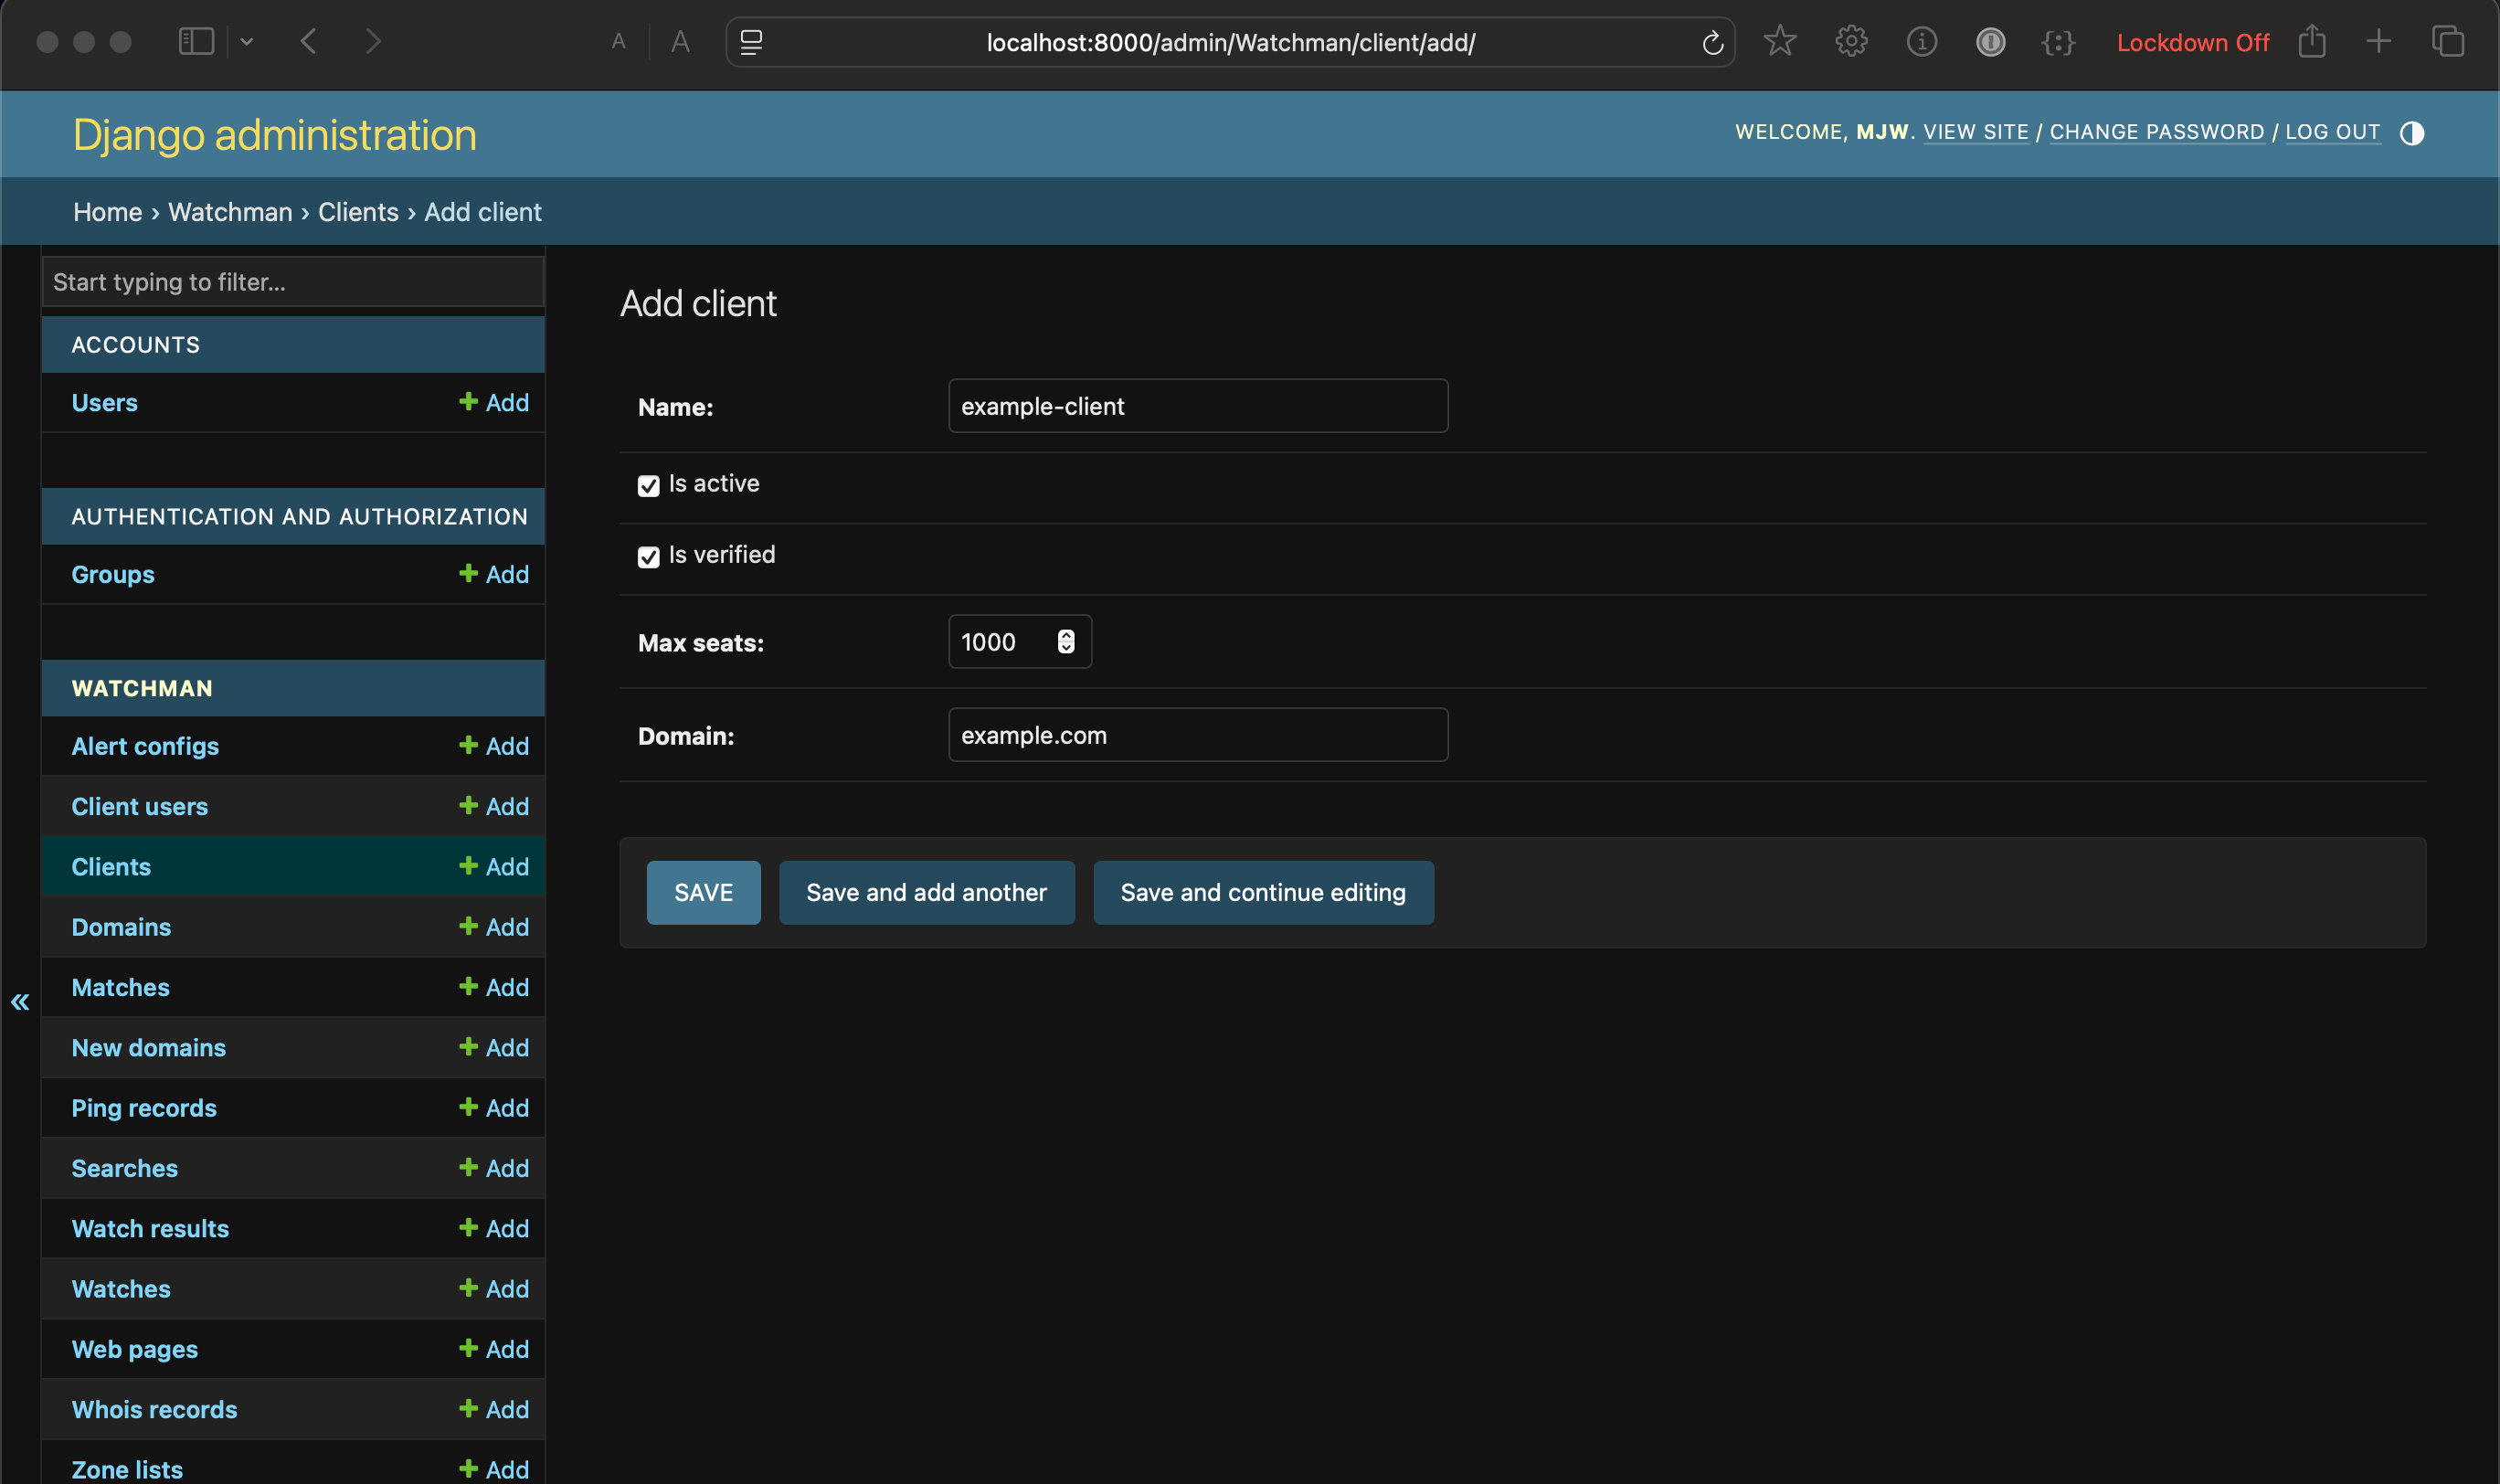 A A localhost:8000/admin/Watchman/client/add/ Lockdown Off
Django administration
WELCOME, MJW. VIEW SITE / CHANGE PASSWORD / LOG OUT
Home › Watchman › Clients › Add client
Start typing to filter...
ACCOUNTS
Users Add
AUTHENTICATION AND AUTHORIZATION
Groups Add
WATCHMAN
Alert configs Add
Client users Add
Clients Add
Domains Add
Matches Add
New domains Add
Ping records Add
Searches Add
Watch results Add
Watches Add
Web pages Add
Whois records Add
Zone lists Add
«
Add client
Name: example-client
Is active
Is verified
Max seats: 1000
Domain: example.com
SAVE Save and add another Save and continue editing